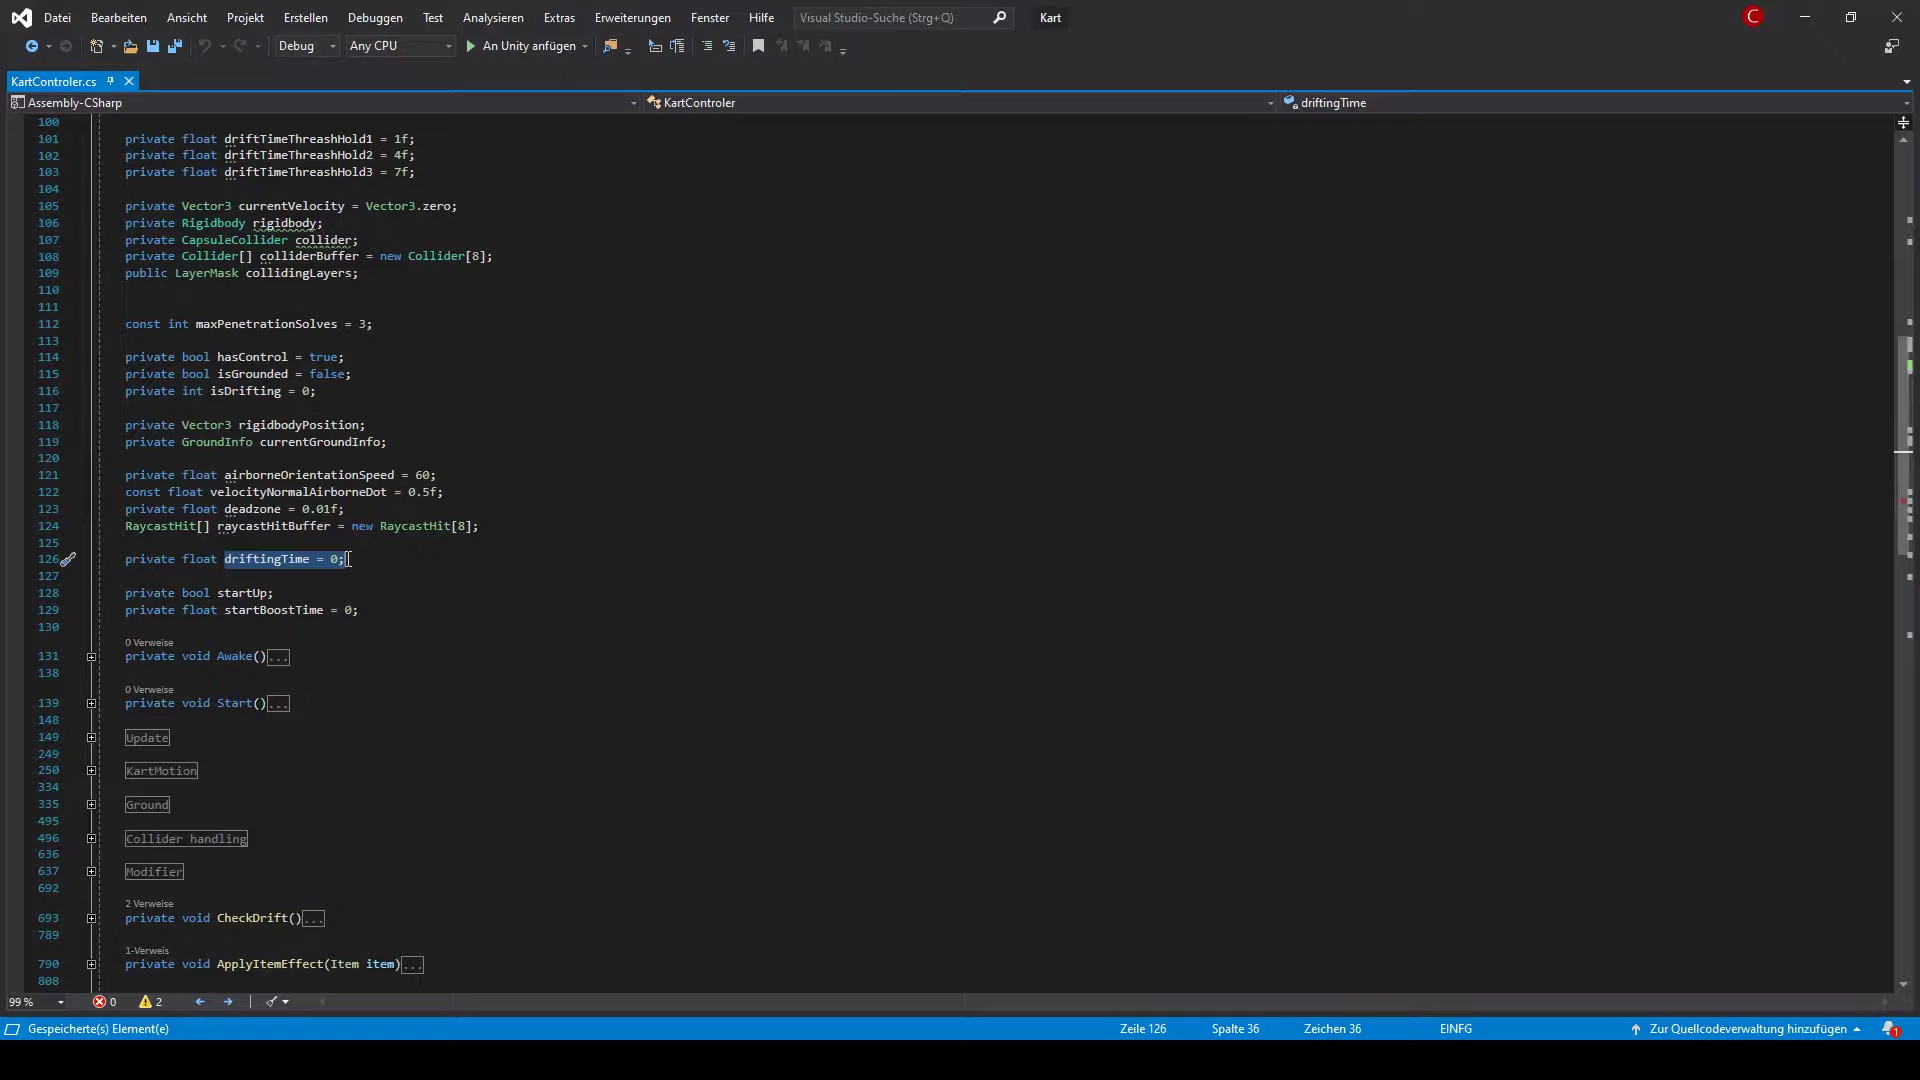 Datei Bearbeiten Ansicht Projekt Erstellen Debuggen Test Analysieren Extras Erweiterungen Fenster Hilfe Visual Studio-Suche (Strg+Q) Kart C
Debug Any CPU An Unity anfügen
KartControler.cs
Assembly-CSharp KartControler driftingTime
100
101 private float driftTimeThreashHold1 = 1f;
102 private float driftTimeThreashHold2 = 4f;
103 private float driftTimeThreashHold3 = 7f;
104
105 private Vector3 currentVelocity = Vector3.zero;
106 private Rigidbody rigidbody;
107 private CapsuleCollider collider;
108 private Collider[] colliderBuffer = new Collider[8];
109 public LayerMask collidingLayers;
110
111
112 const int maxPenetrationSolves = 3;
113
114 private bool hasControl = true;
115 private bool isGrounded = false;
116 private int isDrifting = 0;
117
118 private Vector3 rigidbodyPosition;
119 private GroundInfo currentGroundInfo;
120
121 private float airborneOrientationSpeed = 60;
122 const float velocityNormalAirborneDot = 0.5f;
123 private float deadzone = 0.01f;
124 RaycastHit[] raycastHitBuffer = new RaycastHit[8];
125
126 private float driftingTime = 0;
127
128 private bool startUp;
129 private float startBoostTime = 0;
130
0 Verweise
131 private void Awake()...
138
0 Verweise
139 private void Start()...
148
149 Update
249
250 KartMotion
334
335 Ground
495
496 Collider handling
636
637 Modifier
692
2 Verweise
693 private void CheckDrift()...
789
1-Verweis
790 private void ApplyItemEffect(Item item)...
808
99 % 0 2
Gespeicherte(s) Element(e) Zeile 126 Spalte 36 Zeichen 36 EINFG Zur Quellcodeverwaltung hinzufügen 1